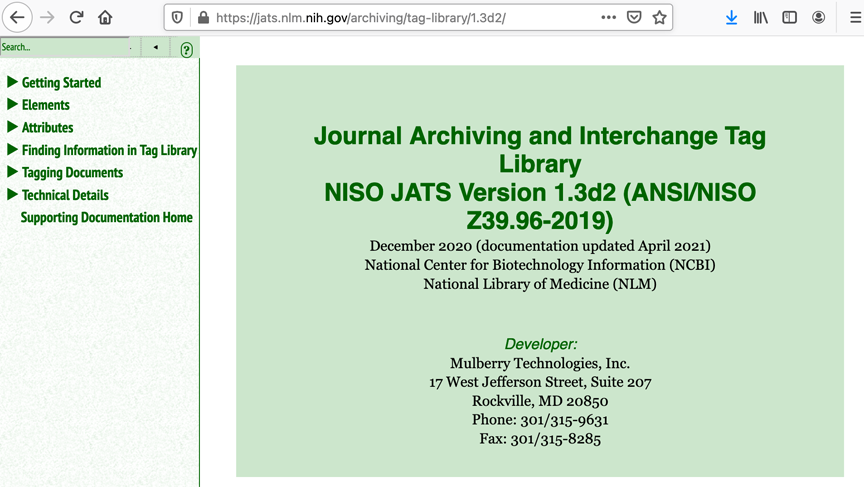 https://jats.nlm.nih.gov/archiving/tag-library/1.3d2/
Search...
?
Getting Started
Elements
Attributes
Finding Information in Tag Library
Tagging Documents
Technical Details
Supporting Documentation Home
Journal Archiving and Interchange Tag
Library
NISO JATS Version 1.3d2 (ANSI/NISO
Z39.96-2019)
December 2020 (documentation updated April 2021)
National Center for Biotechnology Information (NCBI)
National Library of Medicine (NLM)
Developer:
Mulberry Technologies, Inc.
17 West Jefferson Street, Suite 207
Rockville, MD 20850
Phone: 301/315-9631
Fax: 301/315-8285